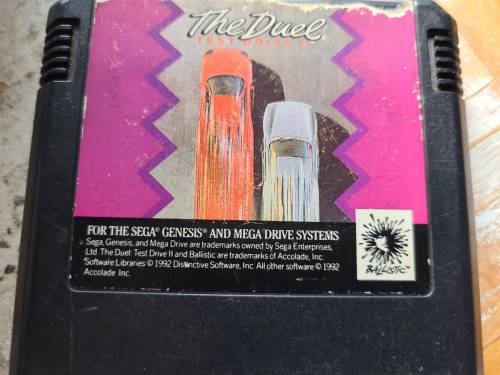 The Duel
TEST DRIVE II
FOR THE SEGA® GENESIS® AND MEGA DRIVE SYSTEMS
Sega, Genesis, and Mega Drive are trademarks owned by Sega Enterprises,
Ltd. The Duel: Test Drive II and Ballistic are trademarks of Accolade, Inc.
Software Libraries © 1992 Distinctive Software, Inc. All other software © 1992
Accolade Inc.
BALLISTIC™